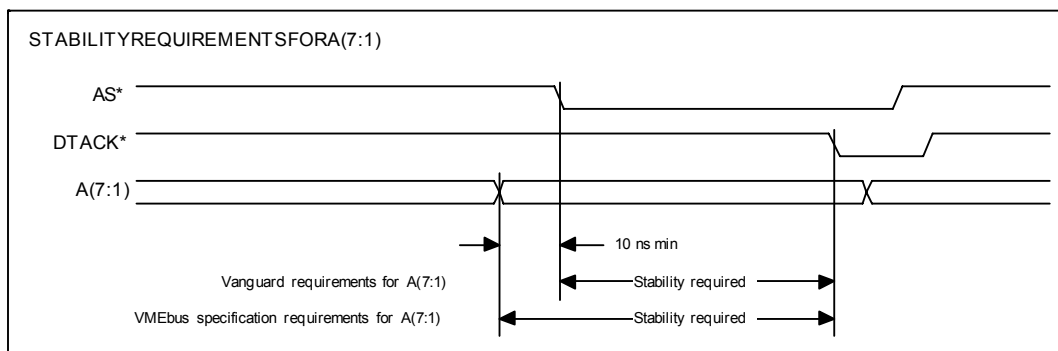 STABILITYREQUIREMENTSFORA(7:1)
AS*
DTACK*
A(7:1)
10 ns min
Vanguard requirements for A(7:1) Stability required
VMEbus specification requirements for A(7:1) Stability required